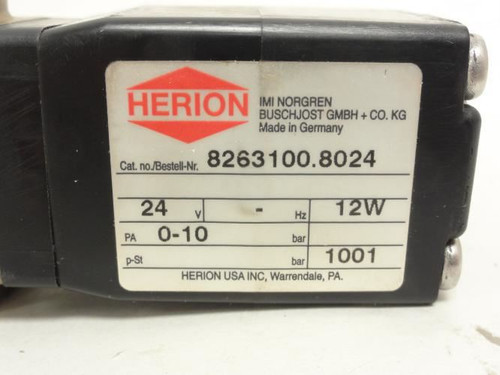 HERION
IMI NORGREN
BUSCHJOST GMBH + CO. KG
Made in Germany
Cat. no./Bestell-Nr. 8263100.8024
24 V - Hz 12W
PA 0-10 bar
p-St bar 1001
HERION USA INC, Warrendale, PA.